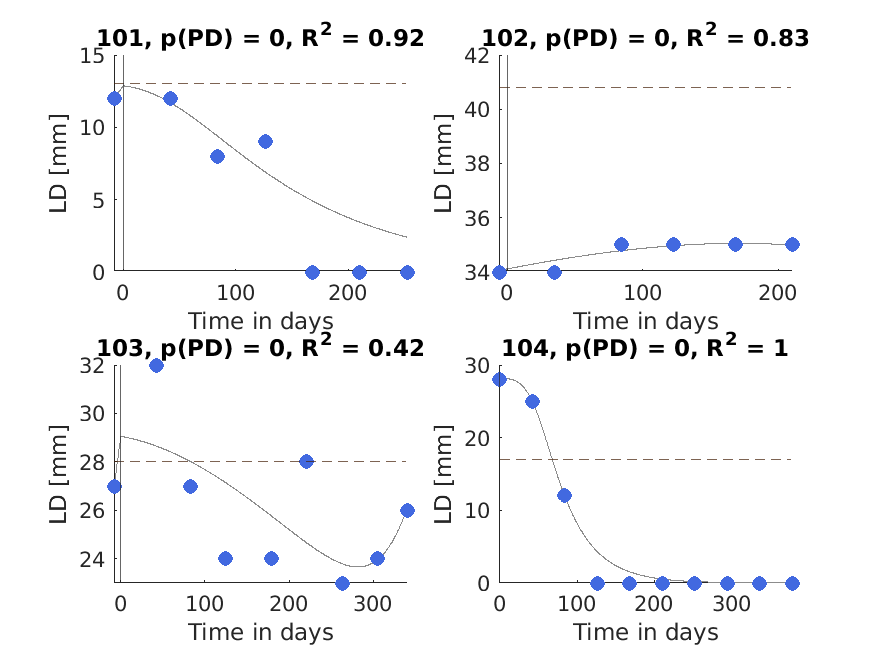 101, p(PD) = 0, R² = 0.92
15
10
5
0
LD [mm]
0 100 200
Time in days
102, p(PD) = 0, R² = 0.83
42
40
38
36
34
LD [mm]
0 100 200
Time in days
103, p(PD) = 0, R² = 0.42
32
30
28
26
24
LD [mm]
0 100 200 300
Time in days
104, p(PD) = 0, R² = 1
30
20
10
0
LD [mm]
0 100 200 300
Time in days